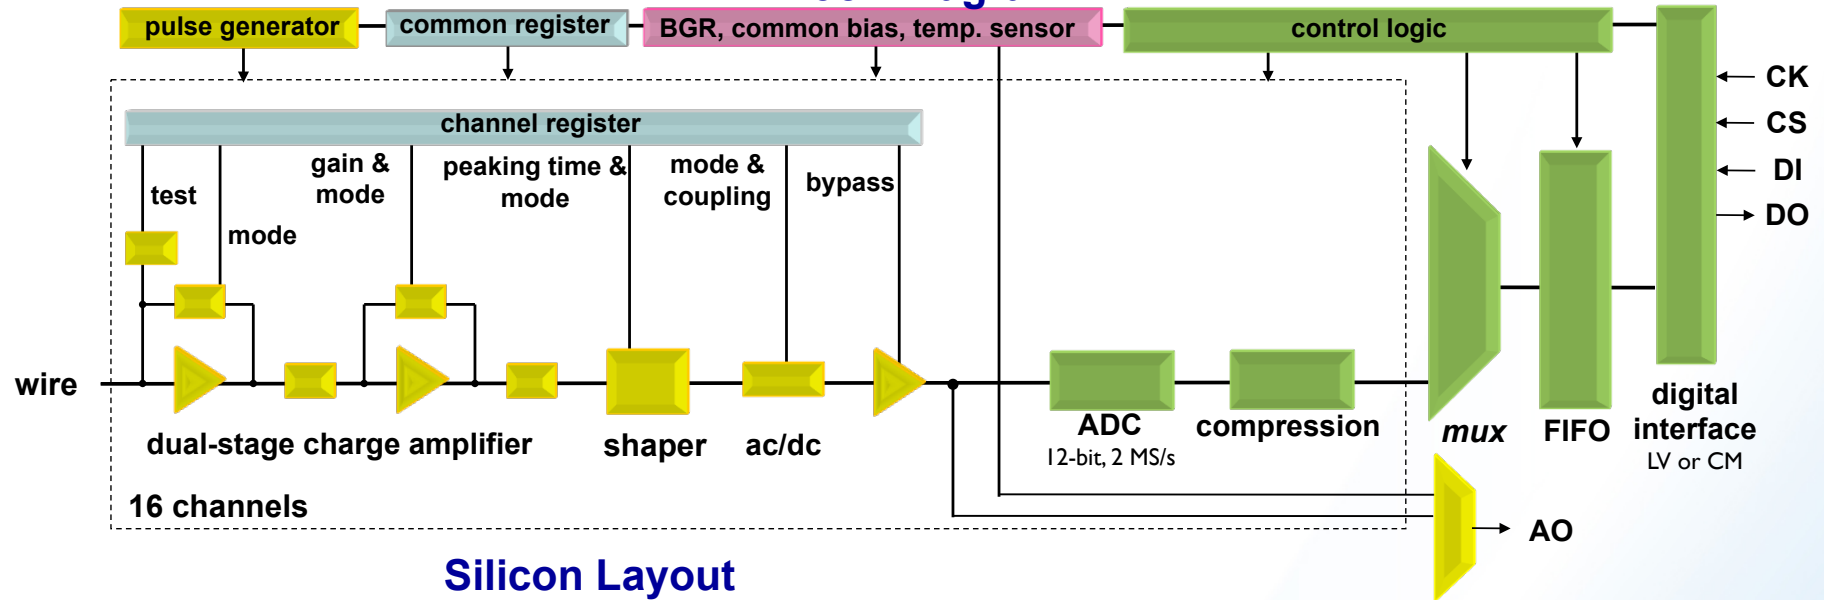 pulse generator
common register
BGR, common bias, temp. sensor
control logic
CK
CS
DI
DO
channel register
test
mode
gain &
mode
peaking time &
mode
mode &
coupling
bypass
wire
dual-stage charge amplifier
shaper
ac/dc
ADC
12-bit, 2 MS/s
compression
mux
FIFO
digital
interface
LV or CM
16 channels
AO
Silicon Layout